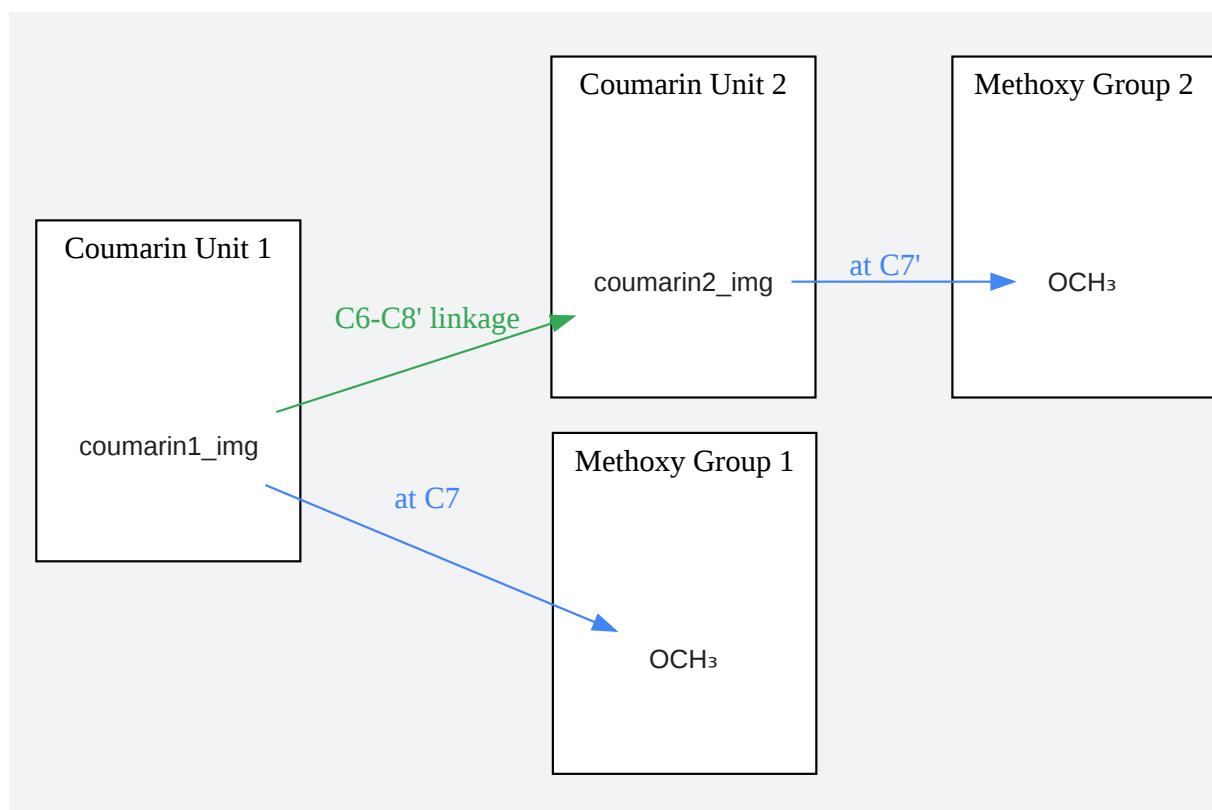 Coumarin Unit 1
coumarin1_img
C6-C8' linkage
at C7
Coumarin Unit 2
coumarin2_img
at C7'
Methoxy Group 2
OCH₃
Methoxy Group 1
OCH₃